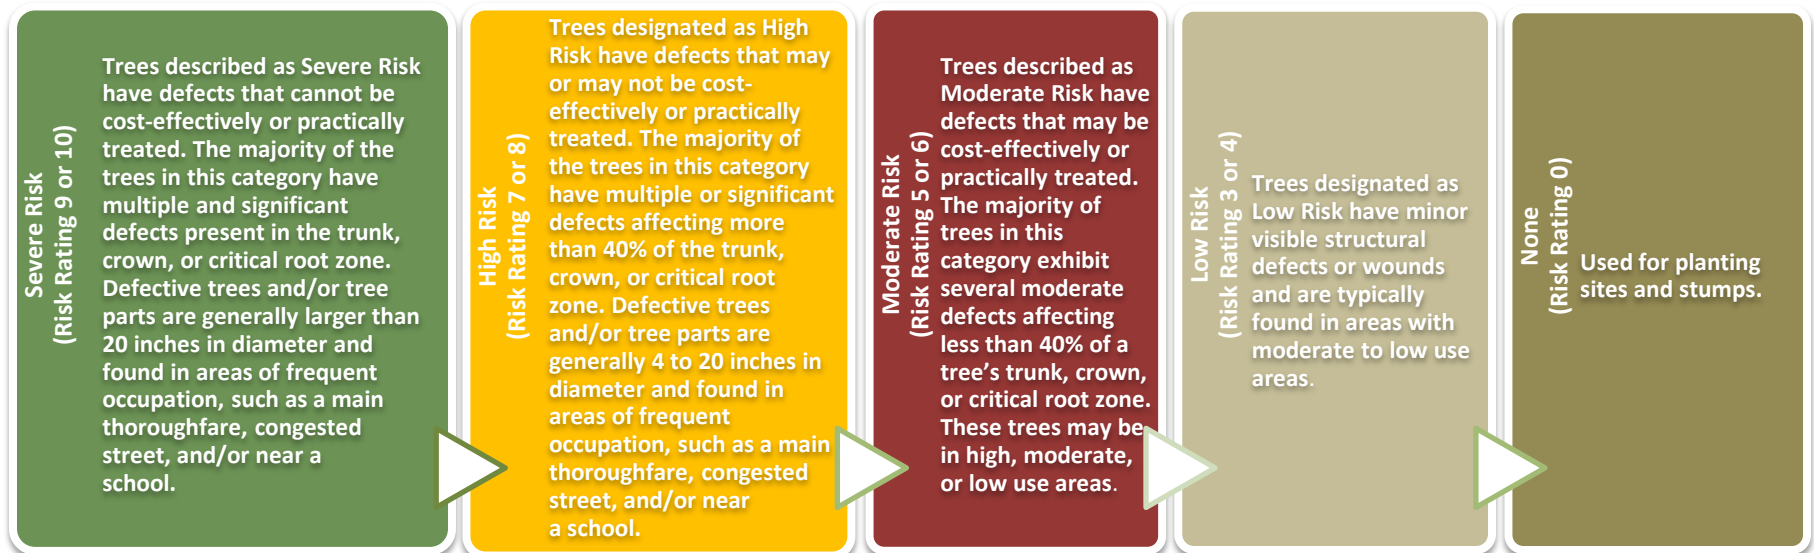 Severe Risk
(Risk Rating 9 or 10)
Trees described as Severe Risk
have defects that cannot be
cost-effectively or practically
treated. The majority of the
trees in this category have
multiple and significant
defects present in the trunk,
crown, or critical root zone.
Defective trees and/or tree
parts are generally larger than
20 inches in diameter and
found in areas of frequent
occupation, such as a main
thoroughfare, congested
street, and/or near a
school.
High Risk
(Risk Rating 7 or 8)
Trees designated as High
Risk have defects that may
or may not be cost-
effectively or practically
treated. The majority of
the trees in this category
have multiple or significant
defects affecting more
than 40% of the trunk,
crown, or critical root
zone. Defective trees
and/or tree parts are
generally 4 to 20 inches in
diameter and found in
areas of frequent
occupation, such as a main
thoroughfare, congested
street, and/or near
a school.
Moderate Risk
(Risk Rating 5 or 6)
Trees described as
Moderate Risk have
defects that may be
cost-effectively or
practically treated.
The majority of
trees in this
category exhibit
several moderate
defects affecting
less than 40% of a
tree's trunk, crown,
or critical root zone.
These trees may be
in high, moderate,
or low use areas.
Low Risk
(Risk Rating 3 or 4)
Trees designated as
Low Risk have minor
visible structural
defects or wounds
and are typically
found in areas with
moderate to low use
areas.
None
(Risk Rating 0)
Used for planting
sites and stumps.